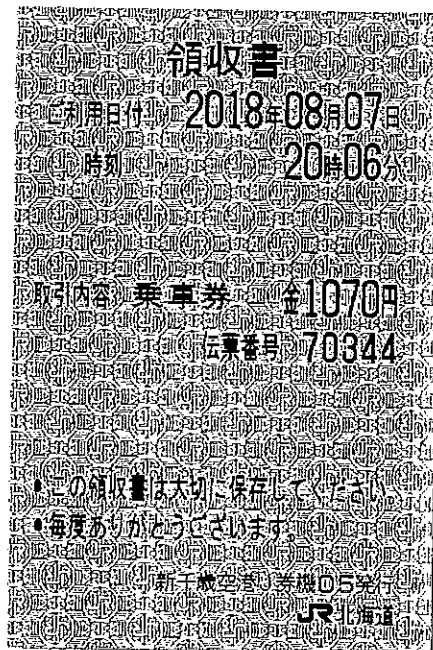 領収書
ご利用日付 2018年08月07日
時刻 20時06分
取引内容 乗車券 金1070円
伝票番号 70344
•この領収書は大切に保存してください。
•毎度ありがとうございます。
新千歳空港 券機05発行
JR北海道